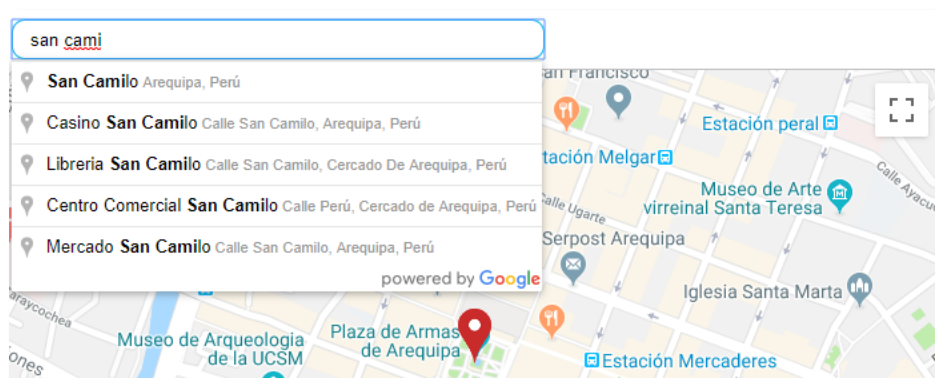 san cami
San Camilo Arequipa, Perú
Casino San Camilo Calle San Camilo, Arequipa, Perú
Libreria San Camilo Calle San Camilo, Cercado De Arequipa, Perú
Centro Comercial San Camilo Calle Perú, Cercado de Arequipa, Perú
Mercado San Camilo Calle San Camilo, Arequipa, Perú
powered by Google
an Francisco
Estación peral
tación Melgar
Calle Ayacu
Museo de Arte
virreinal Santa Teresa
alle Ugarte
Serpost Arequipa
Iglesia Santa Marta
araycochea
Museo de Arqueologia
de la UCSM
Plaza de Armas
de Arequipa
Estación Mercaderes
ones